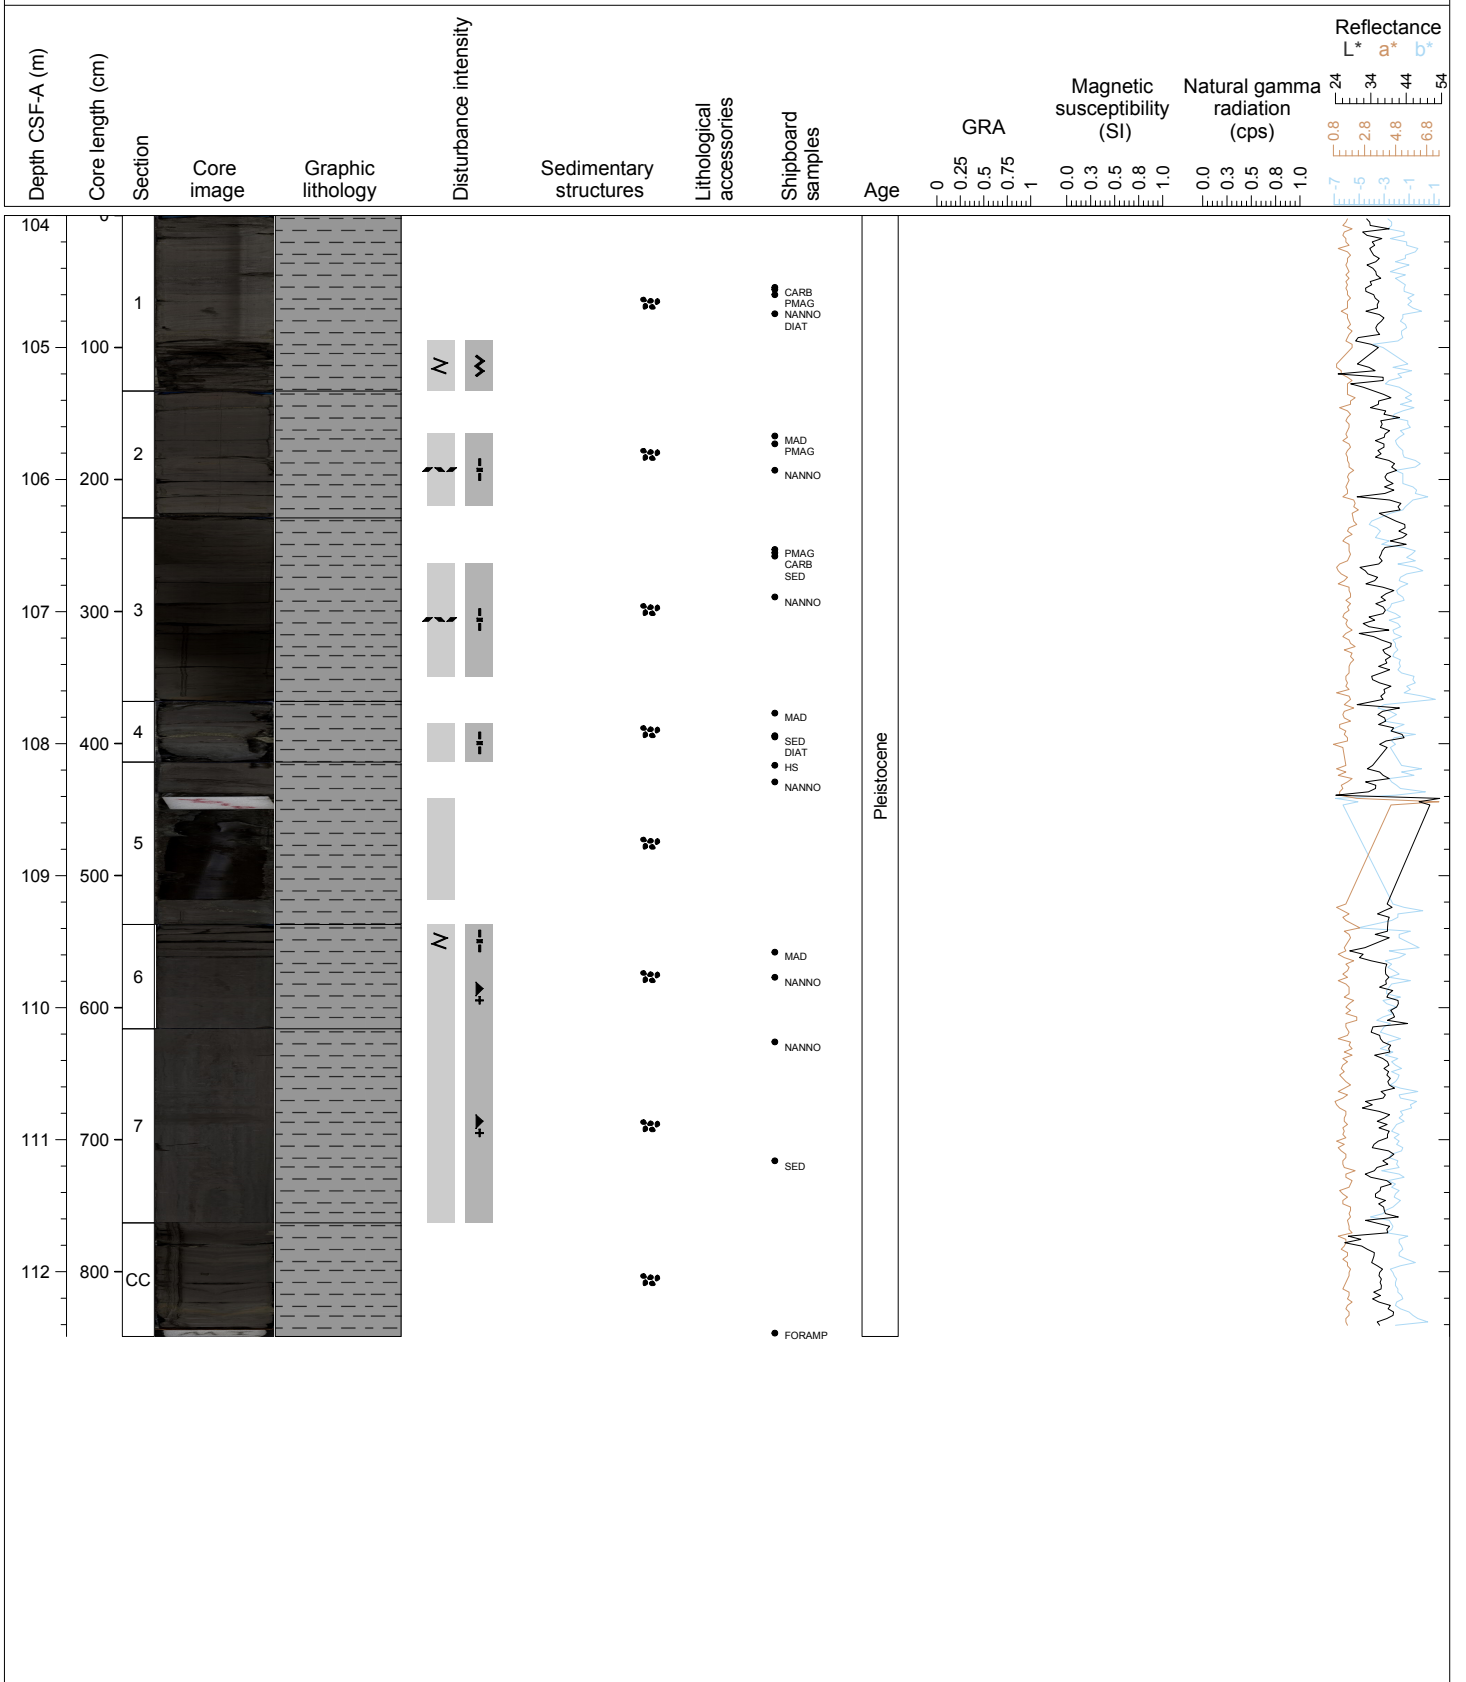 Depth CSF-A (m)
Core length (cm)
Section
Core
image
Graphic
lithology
Disturbance intensity
Sedimentary
structures
Lithological
accessories
Shipboard
samples
Age
GRA
0 0.25 0.5 0.75 1
Magnetic
susceptibility
(SI)
0.0 0.3 0.5 0.8 1.0
Natural gamma
radiation
(cps)
0.0 0.3 0.5 0.8 1.0
Reflectance
L* a* b*
24 34 44 54
0.8 2.8 4.8 6.8
-7 -5 -3 -1 1
104
0
1
CARB
PMAG
NANNO
DIAT
105
100
2
MAD
PMAG
106
200
NANNO
PMAG
CARB
SED
107
300
3
NANNO
MAD
4
108
400
SED
DIAT
HS
NANNO
Pleistocene
5
109
500
MAD
6
NANNO
110
600
NANNO
7
111
700
SED
112
800
CC
FORAMP